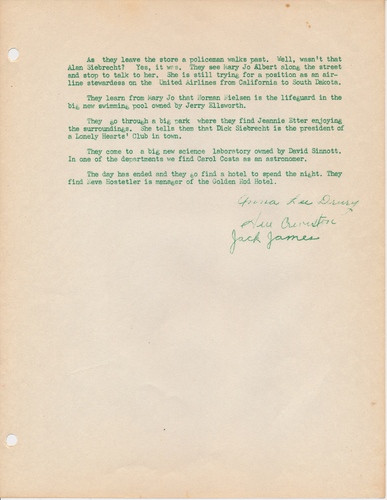 As they leave the store a policeman walks past. Well, wasn't that
Alan Siebrecht? Yes, it was. They see Mary Jo Albert along the street
and stop to talk to her. She is still trying for a position as an air-
line stewardess on the United Airlines from California to South Dakota.
They learn from Mary Jo that Norman Nielsen is the lifeguard in the
big new swimming pool owned by Jerry Ellsworth.
They go through a big park where they find Jeannie Etter enjoying
the surroundings. She tells them that Dick Siebrecht is the president of
a Lonely Hearts' Club in town.
They come to a big new science laboratory owned by David Sinnott.
In one of the departments we find Carol Costa as an astronomer.
The day has ended and they go find a hotel to spend the night. They
find Neva Hostetler is manager of the Golden Rod Hotel.
Lee Drury
Jack James